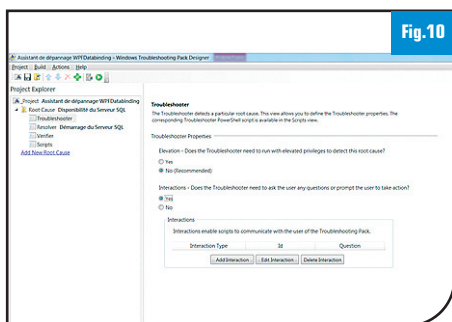 Fig.10
Assistant de dépannage WPFDatabinding - Windows Troubleshooting Pack Designer
Project Build Actions Help
Project Explorer
Project Assistant de dépannage WPFDatabinding
Root Cause Disponibilité du Serveur SQL
Troubleshooter
Resolver Démarrage du Serveur SQL
Verifier
Scripts
Add New Root Cause
Troubleshooter
The Troubleshooter detects a particular root cause. This view allows you to define the Troubleshooter properties. The
corresponding Troubleshooter PowerShell script is available in the Scripts view.
Troubleshooter Properties
Elevation - Does the Troubleshooter need to run with elevated privileges to detect this root cause?
Yes
No (Recommended)
Interactions - Does the Troubleshooter need to ask the user any questions or prompt the user to take action?
Yes
No
Interactions
Interactions enable scripts to communicate with the user of the Troubleshooting Pack.
Interaction Type Id Question
Add Interaction Edit Interaction Delete Interaction